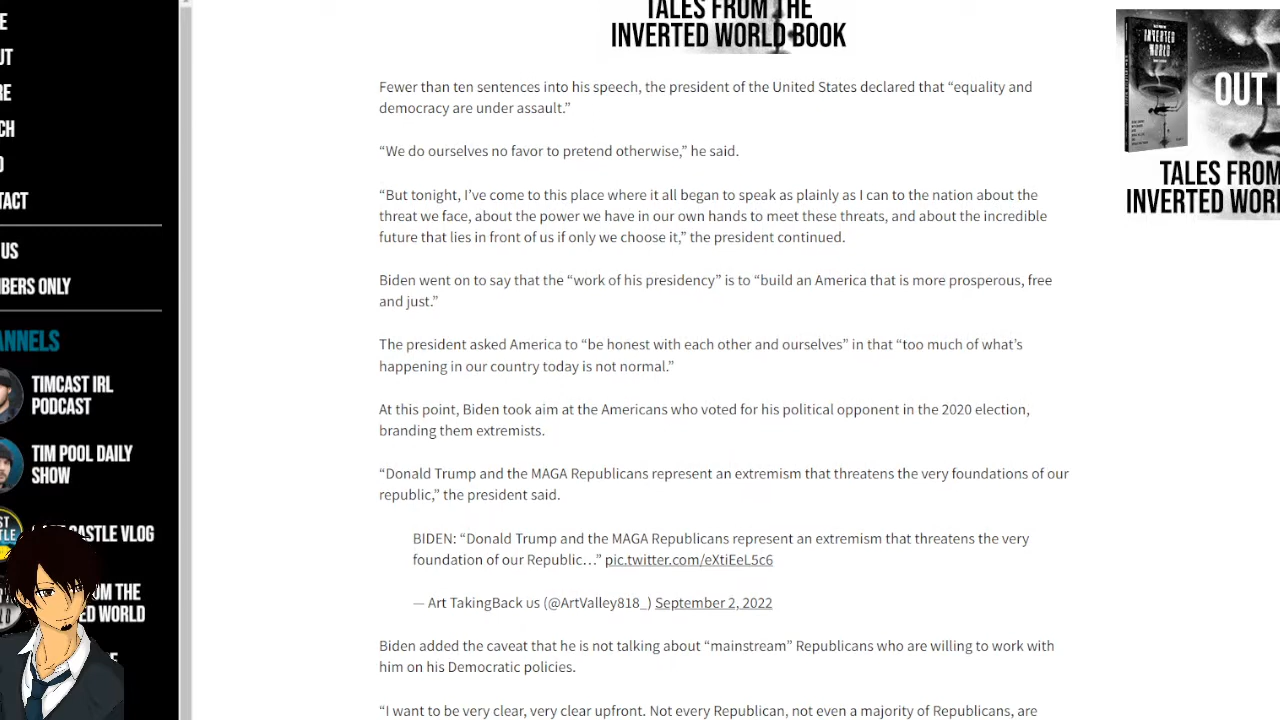 TALES FROM THE
INVERTED WORLD BOOK
Fewer than ten sentences into his speech, the president of the United States declared that “equality and
democracy are under assault.”
“We do ourselves no favor to pretend otherwise,” he said.
“But tonight, I’ve come to this place where it all began to speak as plainly as I can to the nation about the
threat we face, about the power we have in our own hands to meet these threats, and about the incredible
future that lies in front of us if only we choose it,” the president continued.
Biden went on to say that the “work of his presidency” is to “build an America that is more prosperous, free
and just.”
The president asked America to “be honest with each other and ourselves” in that “too much of what’s
happening in our country today is not normal.”
At this point, Biden took aim at the Americans who voted for his political opponent in the 2020 election,
branding them extremists.
“Donald Trump and the MAGA Republicans represent an extremism that threatens the very foundations of our
republic,” the president said.
BIDEN: “Donald Trump and the MAGA Republicans represent an extremism that threatens the very
foundation of our Republic…” pic.twitter.com/eXtiEeL5c6
— Art TakingBack us (@ArtValley818_) September 2, 2022
Biden added the caveat that he is not talking about “mainstream” Republicans who are willing to work with
him on his Democratic policies.
“I want to be very clear, very clear upfront. Not every Republican, not even a majority of Republicans, are
E
UT
RE
CH
O
TACT
US
BERS ONLY
ANNELS
TIMCAST IRL
PODCAST
TIM POOL DAILY
SHOW
CASTLE VLOG
OM THE
ED WORLD
INVERTED
WORLD
OUT
TALES FROM
INVERTED WORL